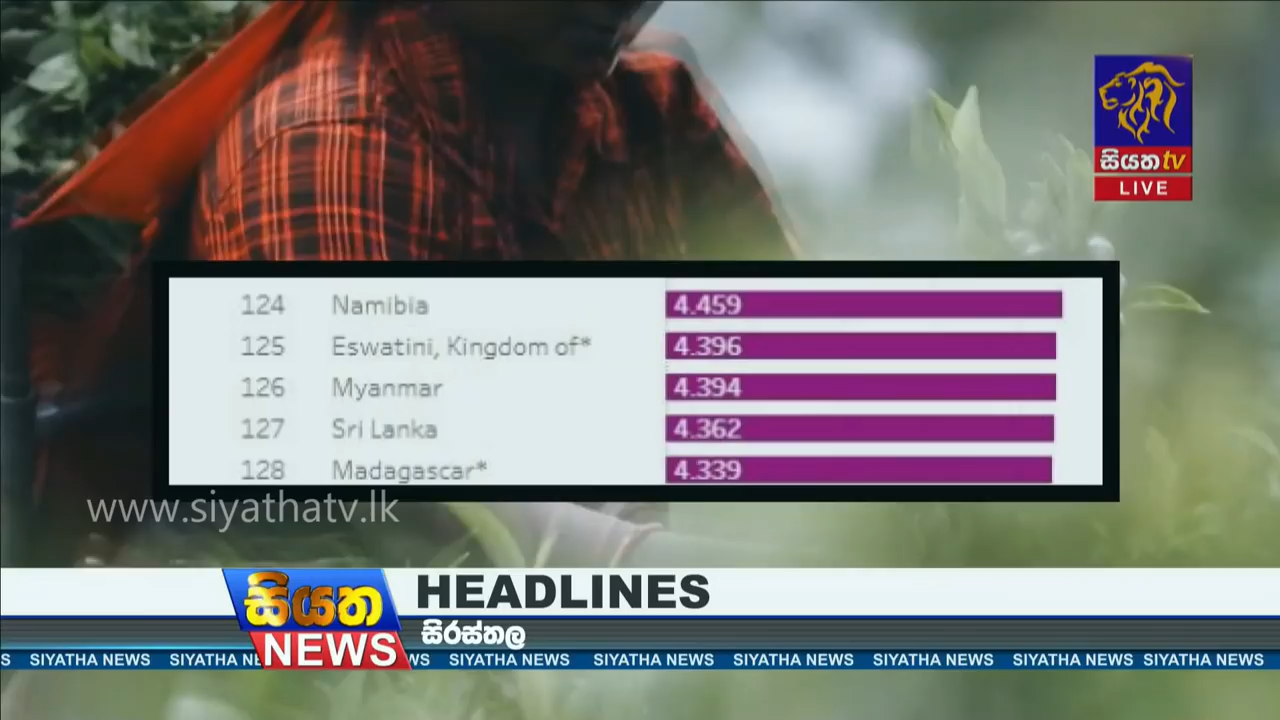 සියත tv
LIVE
124 Namibia 4.459
125 Eswatini, Kingdom of* 4.396
126 Myanmar 4.394
127 Sri Lanka 4.362
128 Madagascar* 4.339
www.siyathatv.lk
සියත NEWS
HEADLINES
සිරස්තල
S SIYATHA NEWS SIYATHA NE WS SIYATHA NEWS SIYATHA NEWS SIYATHA NEWS SIYATHA NEWS SIYATHA NEWS SIYATHA NEWS